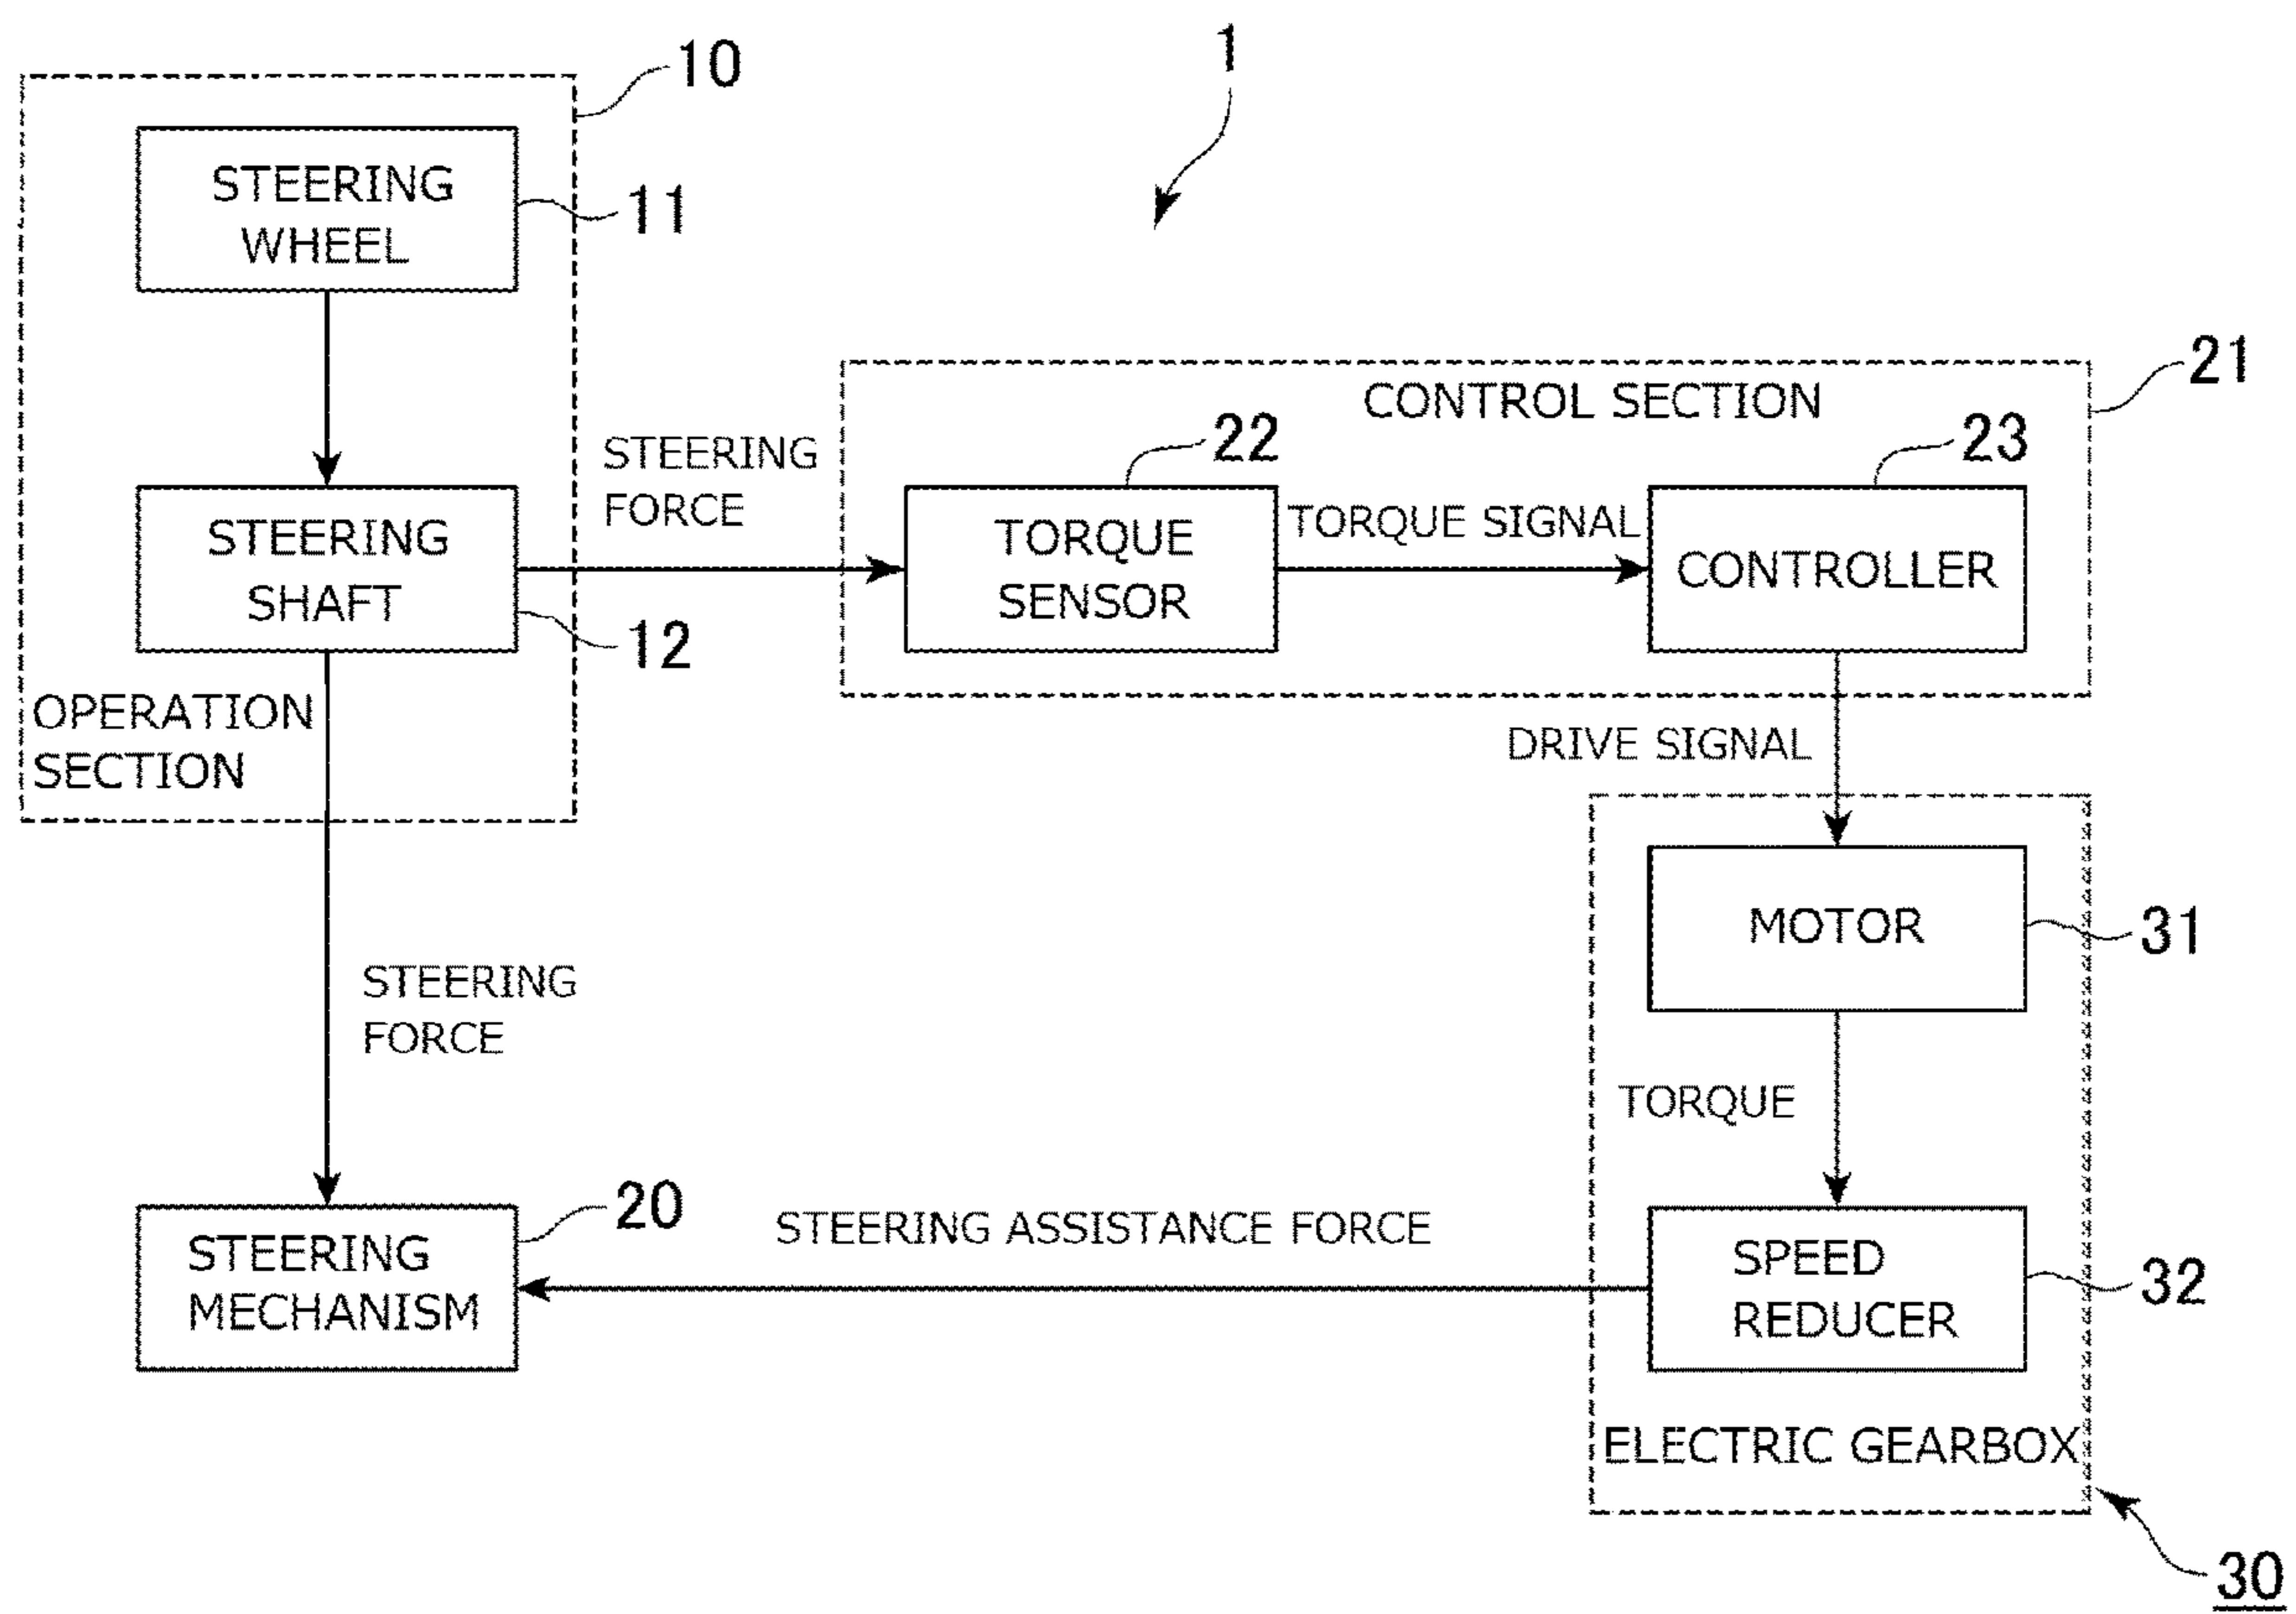 1
10
STEERING
WHEEL
11
21
CONTROL SECTION
STEERING
FORCE
22
23
STEERING
SHAFT
12
TORQUE
SENSOR
TORQUE SIGNAL
CONTROLLER
OPERATION
SECTION
DRIVE SIGNAL
MOTOR
31
STEERING
FORCE
TORQUE
20
STEERING
MECHANISM
STEERING ASSISTANCE FORCE
SPEED
REDUCER
32
ELECTRIC GEARBOX
30